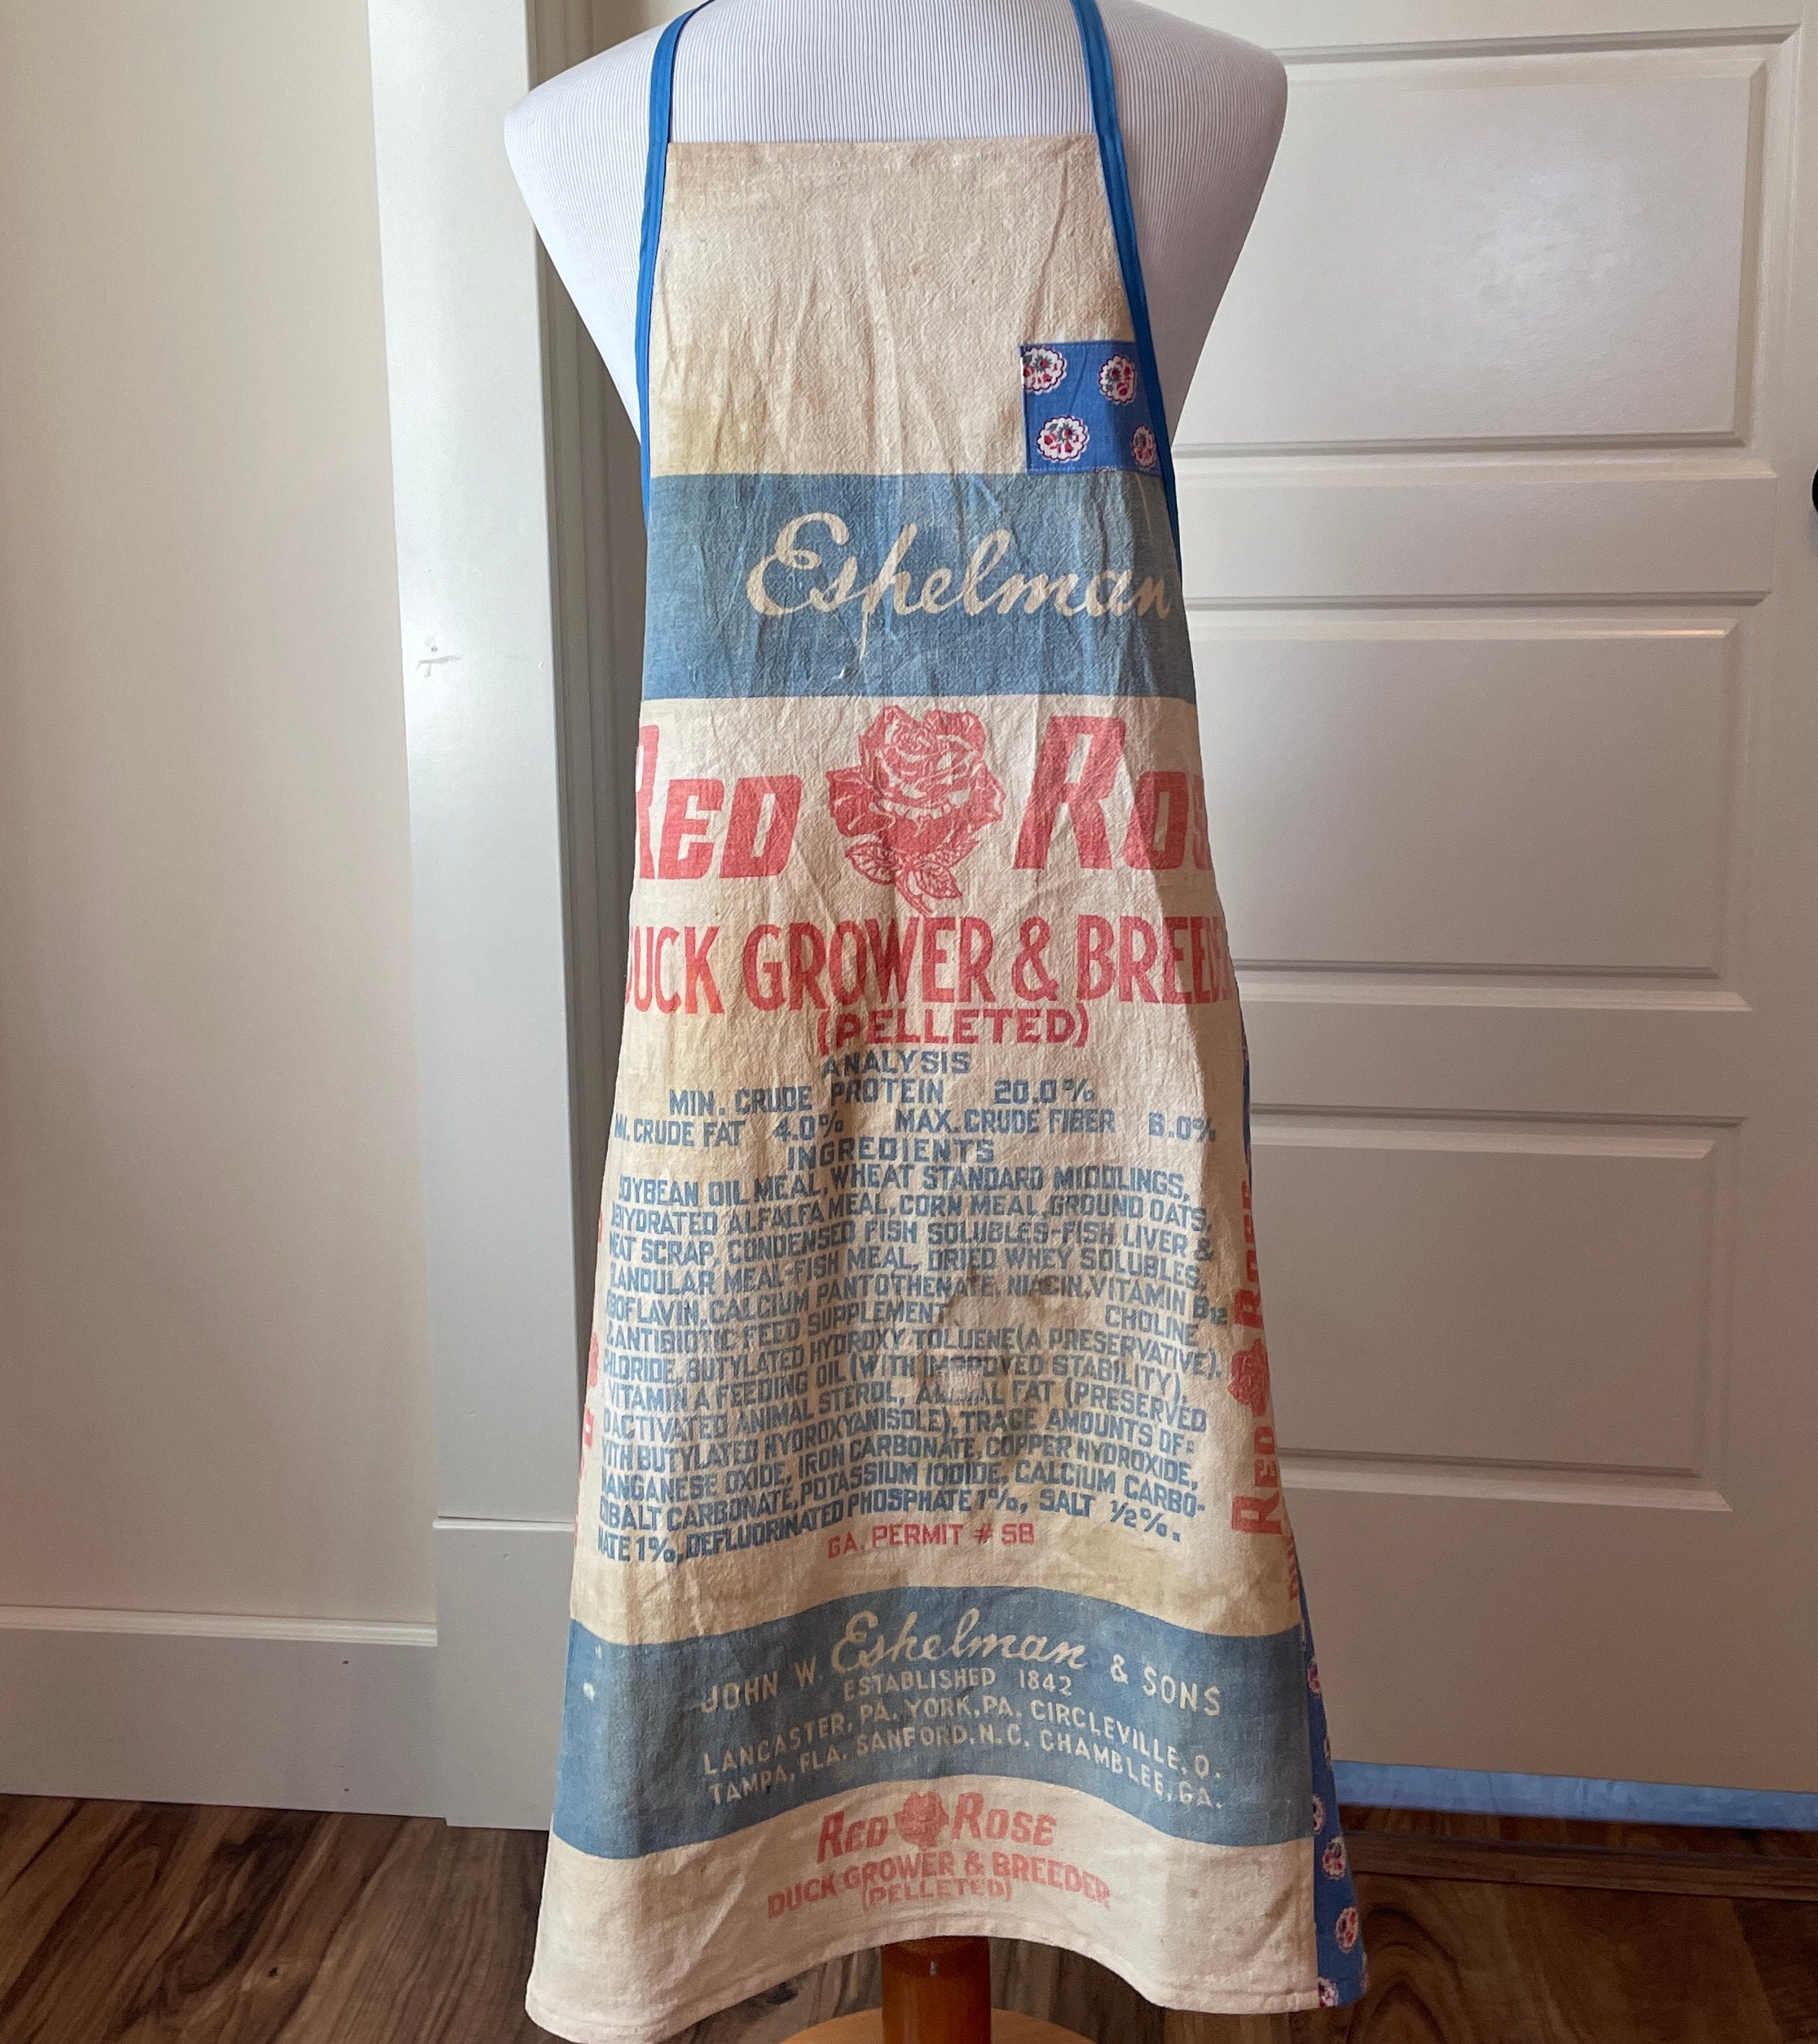 Eshelman
RED ROS
DUCK GROWER & BREED
(PELLETED)
ANALYSIS
MIN. CRUDE PROTEIN 20.0%
N. CRUDE FAT 4.0% MAX. CRUDE FIBER 6.0%
INGREDIENTS
OYBEAN OIL MEAL, WHEAT STANDARD MIDDLINGS,
HYDRATED ALFALFA MEAL, CORN MEAL, GROUND OATS,
EAT SCRAP, CONDENSED FISH SOLUBLES-FISH LIVER &
LANDULAR MEAL-FISH MEAL, DRIED WHEY SOLUBLES,
BOFLAVIN, CALCIUM PANTOTHENATE, NIACIN, VITAMIN B12
& ANTIBIOTIC FEED SUPPLEMENT CHOLINE
HLORIDE, BUTYLATED HYDROXY TOLUENE (A PRESERVATIVE),
VITAMIN A FEEDING OIL (WITH IMPROVED STABILITY),
D ACTIVATED ANIMAL STEROL, ANIMAL FAT (PRESERVED
WITH BUTYLATED HYDROXYANISOLE), TRACE AMOUNTS OF:
MANGANESE OXIDE, IRON CARBONATE, COPPER HYDROXIDE,
OBALT CARBONATE, POTASSIUM IODIDE, CALCIUM CARBO-
NATE 1%, DEFLUORINATED PHOSPHATE 1%, SALT ½%.
GA. PERMIT # 58
JOHN W. Eshelman & SONS
ESTABLISHED 1842
LANCASTER, PA. YORK, PA. CIRCLEVILLE, O.
TAMPA, FLA. SANFORD, N.C. CHAMBLEE, GA.
RED ROSE
DUCK GROWER & BREEDER
(PELLETED)
RED ROSE